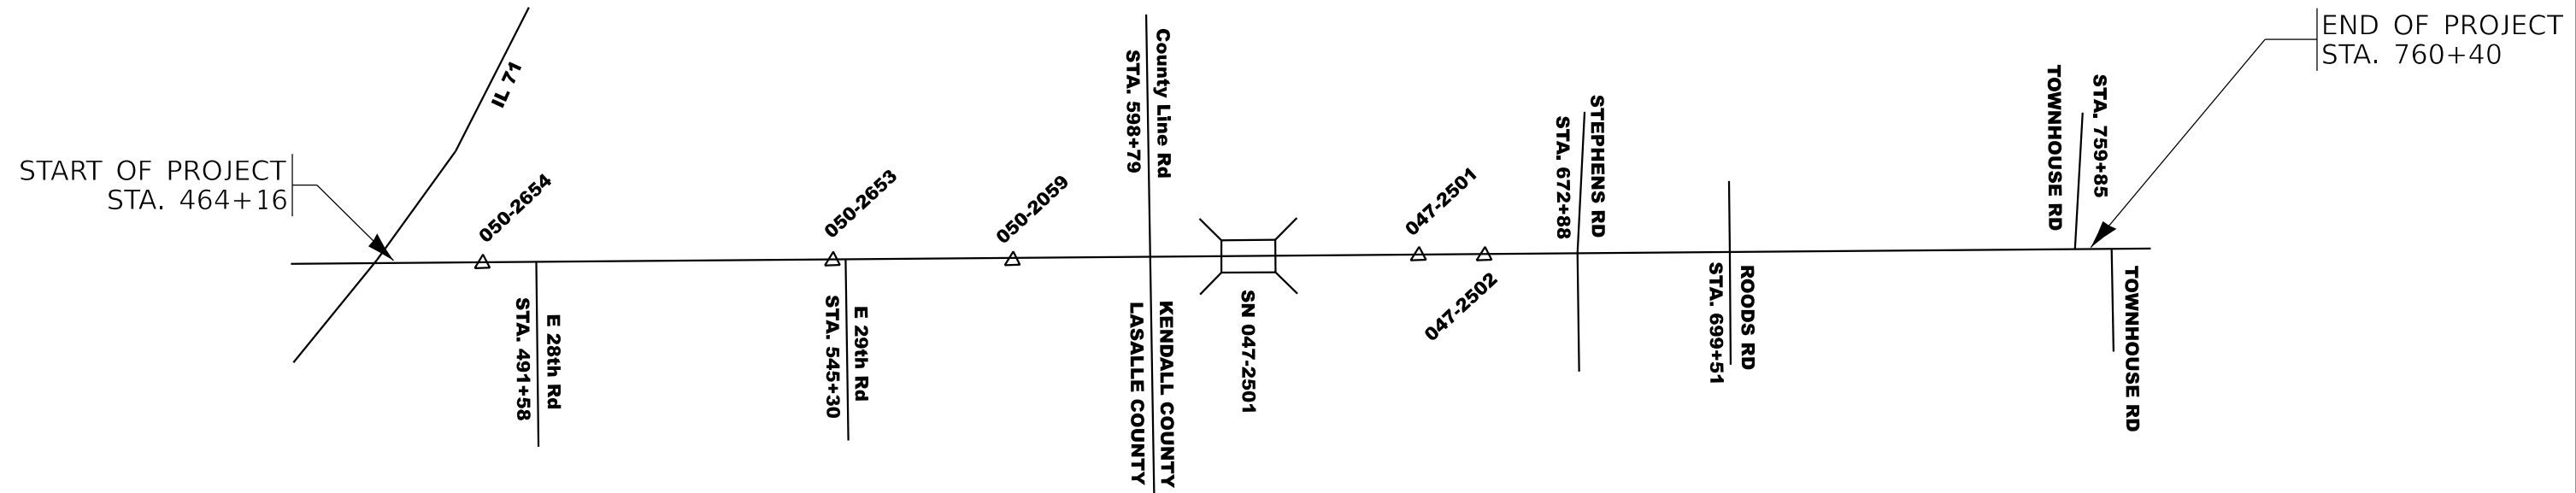 START OF PROJECT
STA. 464+16
IL 71
050-2654
STA. 491+58
E 28th Rd
050-2653
STA. 545+30
E 29th Rd
050-2059
STA. 598+79
County Line Rd
LASALLE COUNTY
KENDALL COUNTY
SN 047-2501
047-2501
047-2502
STA. 672+88
STEPHENS RD
STA. 699+51
ROODS RD
TOWNHOUSE RD
STA. 759+85
TOWNHOUSE RD
END OF PROJECT
STA. 760+40